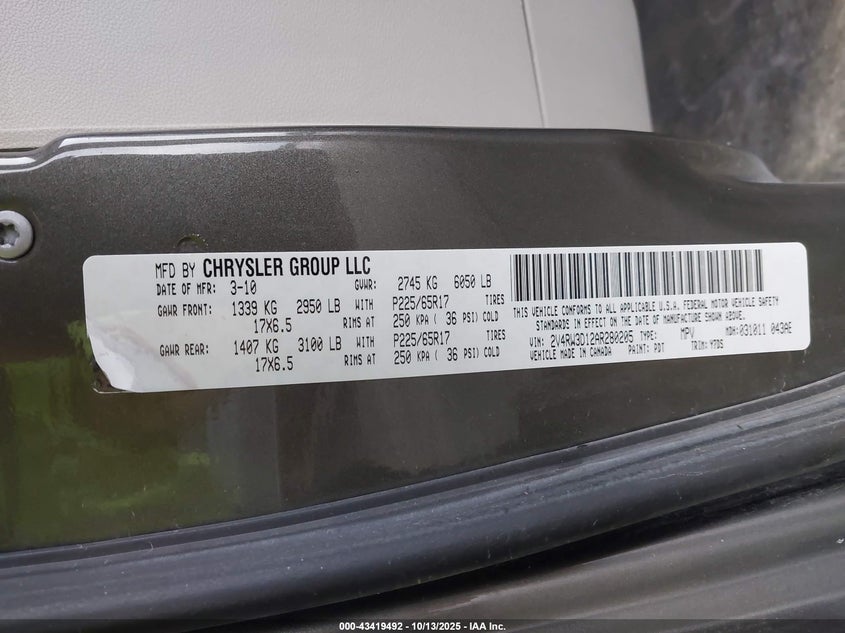 MFD BY CHRYSLER GROUP LLC
DATE OF MFR: 3-10 GVWR: 2745 KG 6050 LB
GAWR FRONT: 1339 KG 2950 LB WITH P225/65R17 TIRES
17X6.5 RIMS AT 250 KPA ( 36 PSI) COLD
GAWR REAR: 1407 KG 3100 LB WITH P225/65R17 TIRES
17X6.5 RIMS AT 250 KPA ( 36 PSI) COLD
THIS VEHICLE CONFORMS TO ALL APPLICABLE U.S.A. FEDERAL MOTOR VEHICLE SAFETY
STANDARDS IN EFFECT ON THE DATE OF MANUFACTURE SHOWN ABOVE.
VIN: 2V4RW3D12AR280205 TYPE: MPV MDH: 031011 043AE
VEHICLE MADE IN CANADA PAINT: PDT TRIM: YTDS
000-43419492 - 10/13/2025 - IAA Inc.